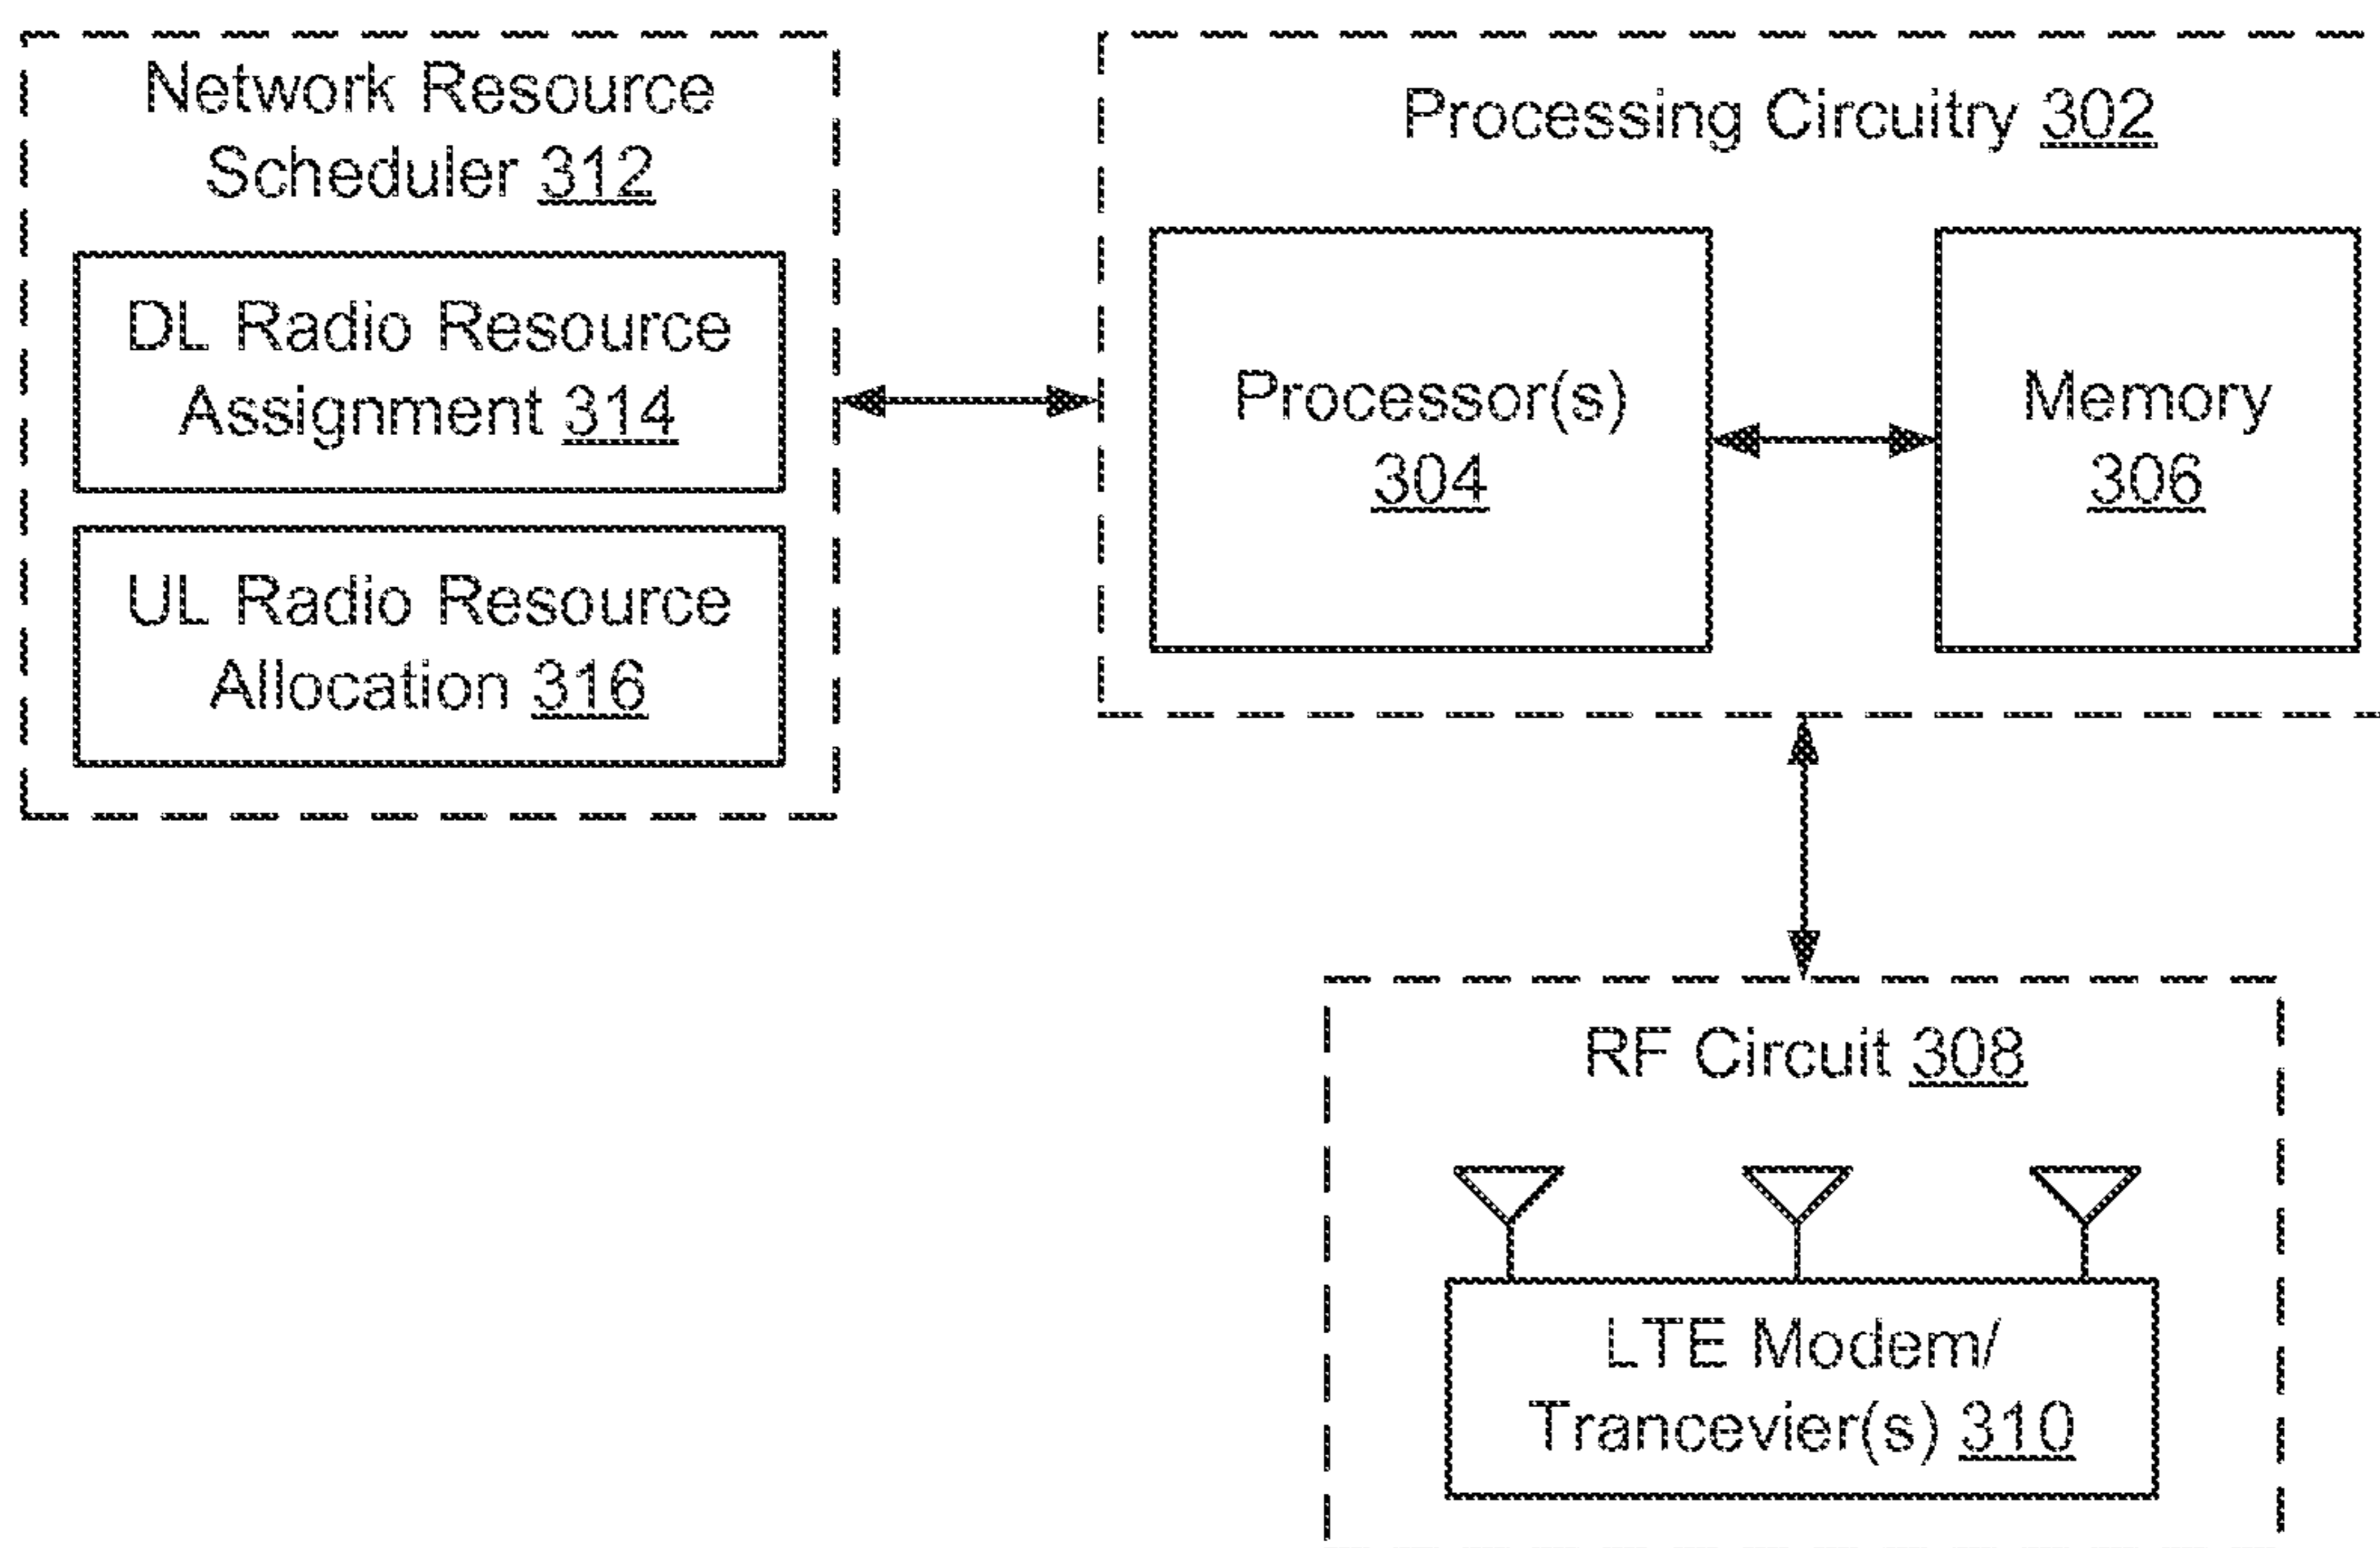 Network Resource
Scheduler 312
DL Radio Resource
Assignment 314
UL Radio Resource
Allocation 316
Processing Circuitry 302
Processor(s)
304
Memory
306
RF Circuit 308
LTE Modem/
Trancevier(s) 310